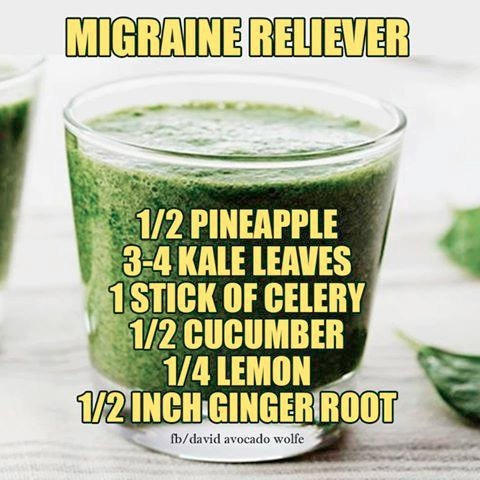 MIGRAINE RELIEVER
1/2 PINEAPPLE
3-4 KALE LEAVES
1 STICK OF CELERY
1/2 CUCUMBER
1/4 LEMON
1/2 INCH GINGER ROOT
fb/david avocado wolfe